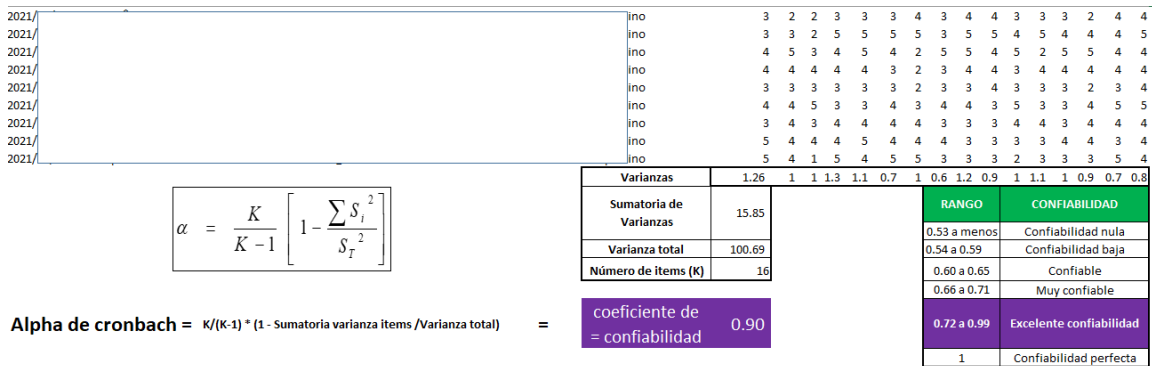 2021/ ino 3 2 2 3 3 3 4 3 4 4 3 3 3 2 4 4
2021/ ino 3 3 2 5 5 5 5 3 5 5 4 5 4 4 4 5
2021/ ino 4 5 3 4 5 4 2 5 5 4 5 2 5 5 4 4
2021/ ino 4 4 4 4 4 3 2 3 4 4 3 4 4 4 4 4
2021/ ino 3 3 3 3 3 3 2 3 3 4 3 3 3 2 3 4
2021/ ino 4 4 5 3 3 4 3 4 4 3 5 3 3 4 5 5
2021/ ino 3 4 3 4 4 4 4 3 3 3 4 4 3 4 4 4
2021/ ino 5 4 4 4 5 4 4 4 3 3 3 3 4 4 3 4
2021/ ino 5 4 1 5 4 5 5 3 3 3 2 3 3 3 5 4
Varianzas 1.26 1 1 1.3 1.1 0.7 1 0.6 1.2 0.9 1 1.1 1 0.9 0.7 0.8
Sumatoria de
Varianzas 15.85
Varianza total 100.69
Número de items (K) 16
RANGO CONFIABILIDAD
0.53 a menos Confiabilidad nula
0.54 a 0.59 Confiabilidad baja
0.60 a 0.65 Confiable
0.66 a 0.71 Muy confiable
0.72 a 0.99 Excelente confiabilidad
1 Confiabilidad perfecta
α = K / (K − 1) [ 1 − ∑ S i ² / S T ² ]
Alpha de cronbach = K/(K-1) * (1 - Sumatoria varianza items /Varianza total) =
coeficiente de
= confiabilidad 0.90